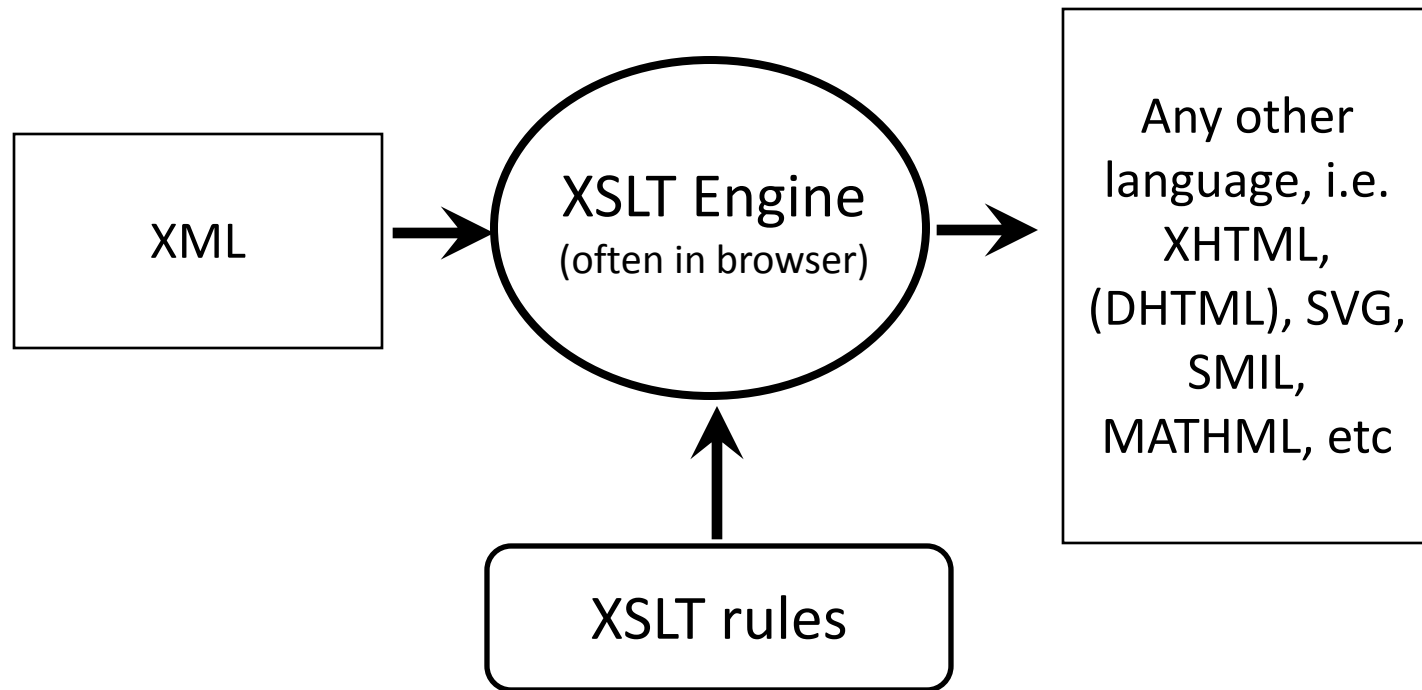 XML
XSLT Engine
(often in browser)
Any other
language, i.e.
XHTML,
(DHTML), SVG,
SMIL,
MATHML, etc
XSLT rules